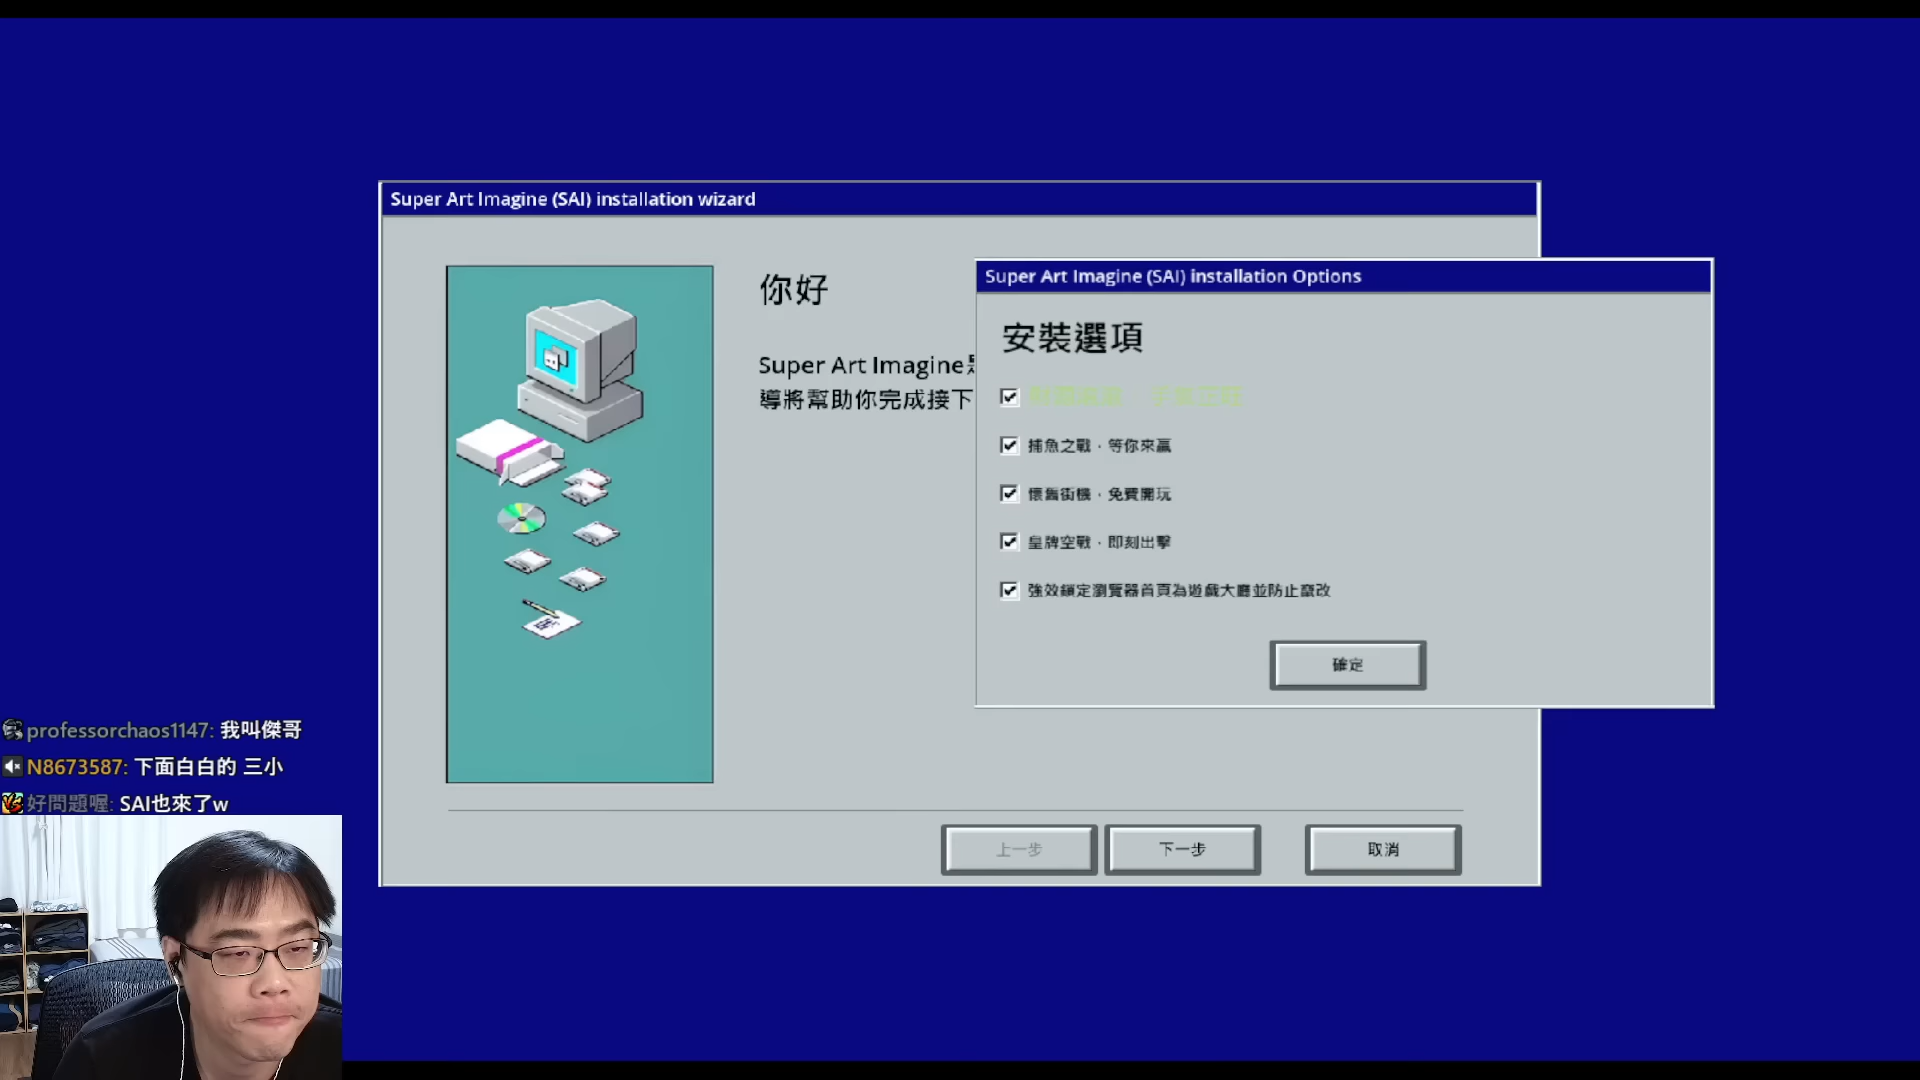 Super Art Imagine (SAI) installation wizard
你好
Super Art Imagine
導將幫助你完成接下
Super Art Imagine (SAI) installation Options
安裝選項
捕魚之戰·等你來贏
懷舊街機·免費開玩
皇牌空戰·即刻出擊
強效鎖定瀏覽器首頁為遊戲大廳並防止竄改
確定
上一步
下一步
取消
professorchaos1147: 我叫傑哥
N8673587: 下面白白的 三小
好問題喔: SAI也來了w